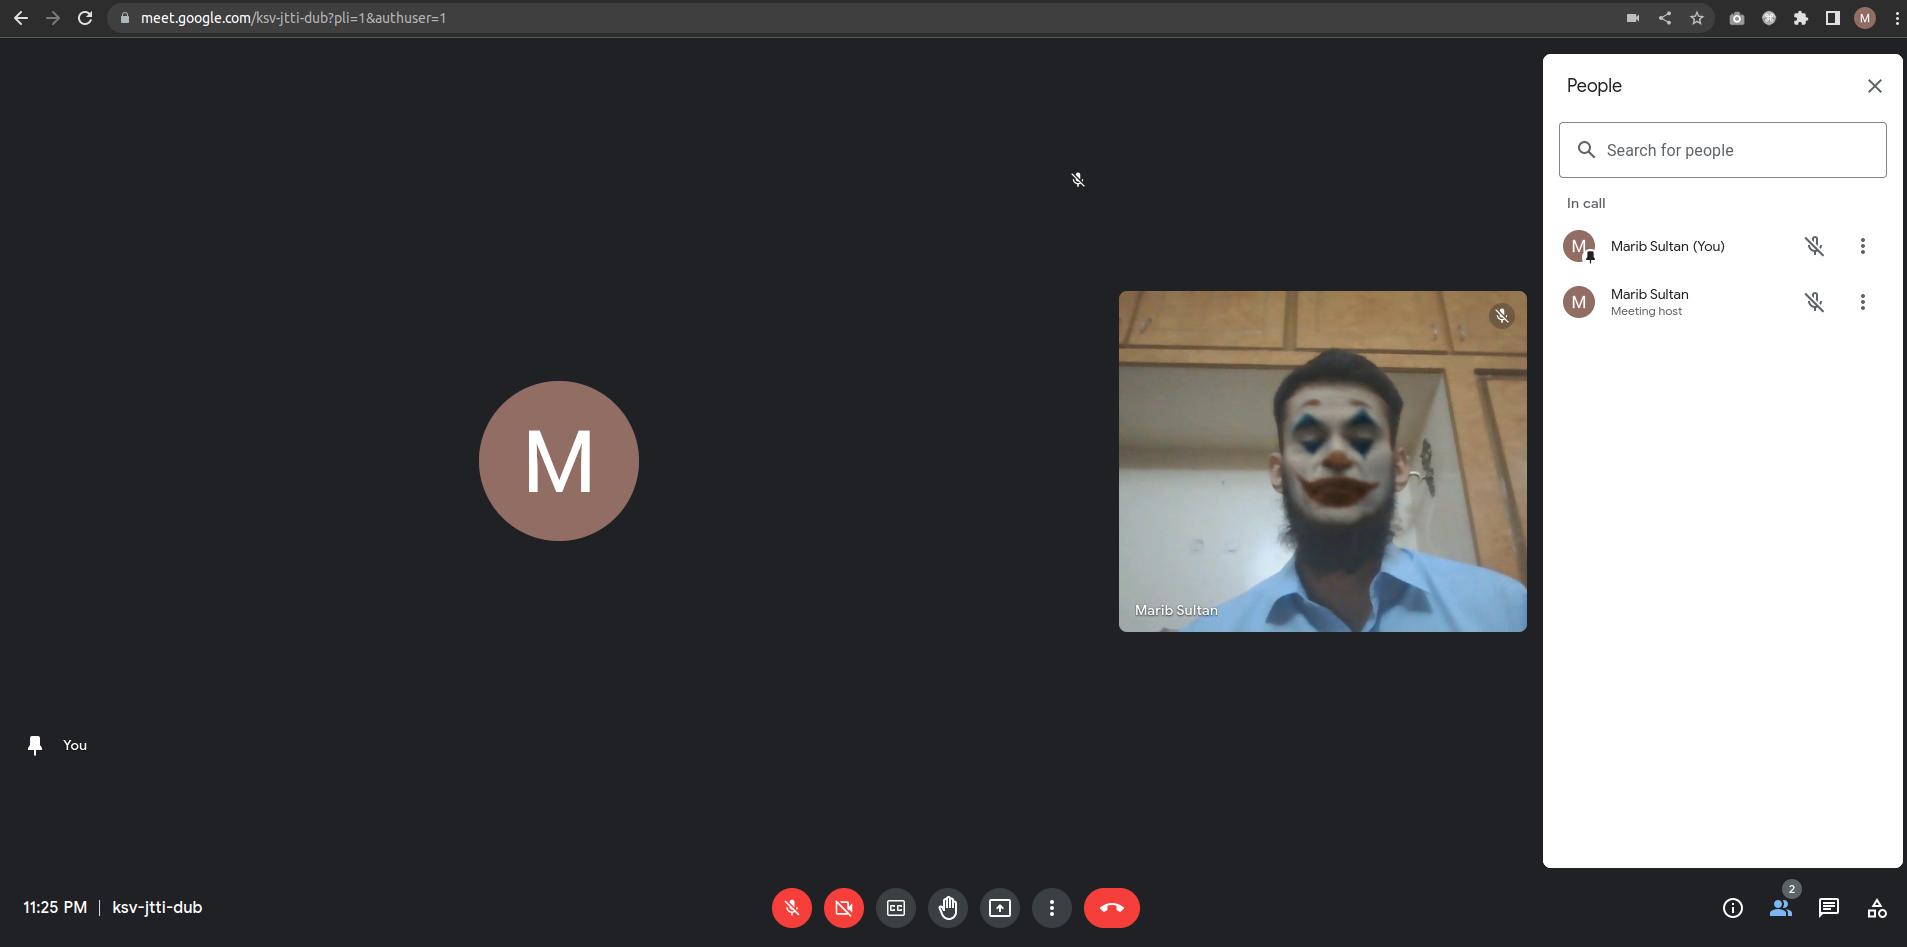 meet.google.com/ksv-jtti-dub?pli=1&authuser=1
M
People
Search for people
In call
M
Marib Sultan (You)
M
Marib Sultan
Meeting host
M
Marib Sultan
You
11:25 PM | ksv-jtti-dub
CC
2